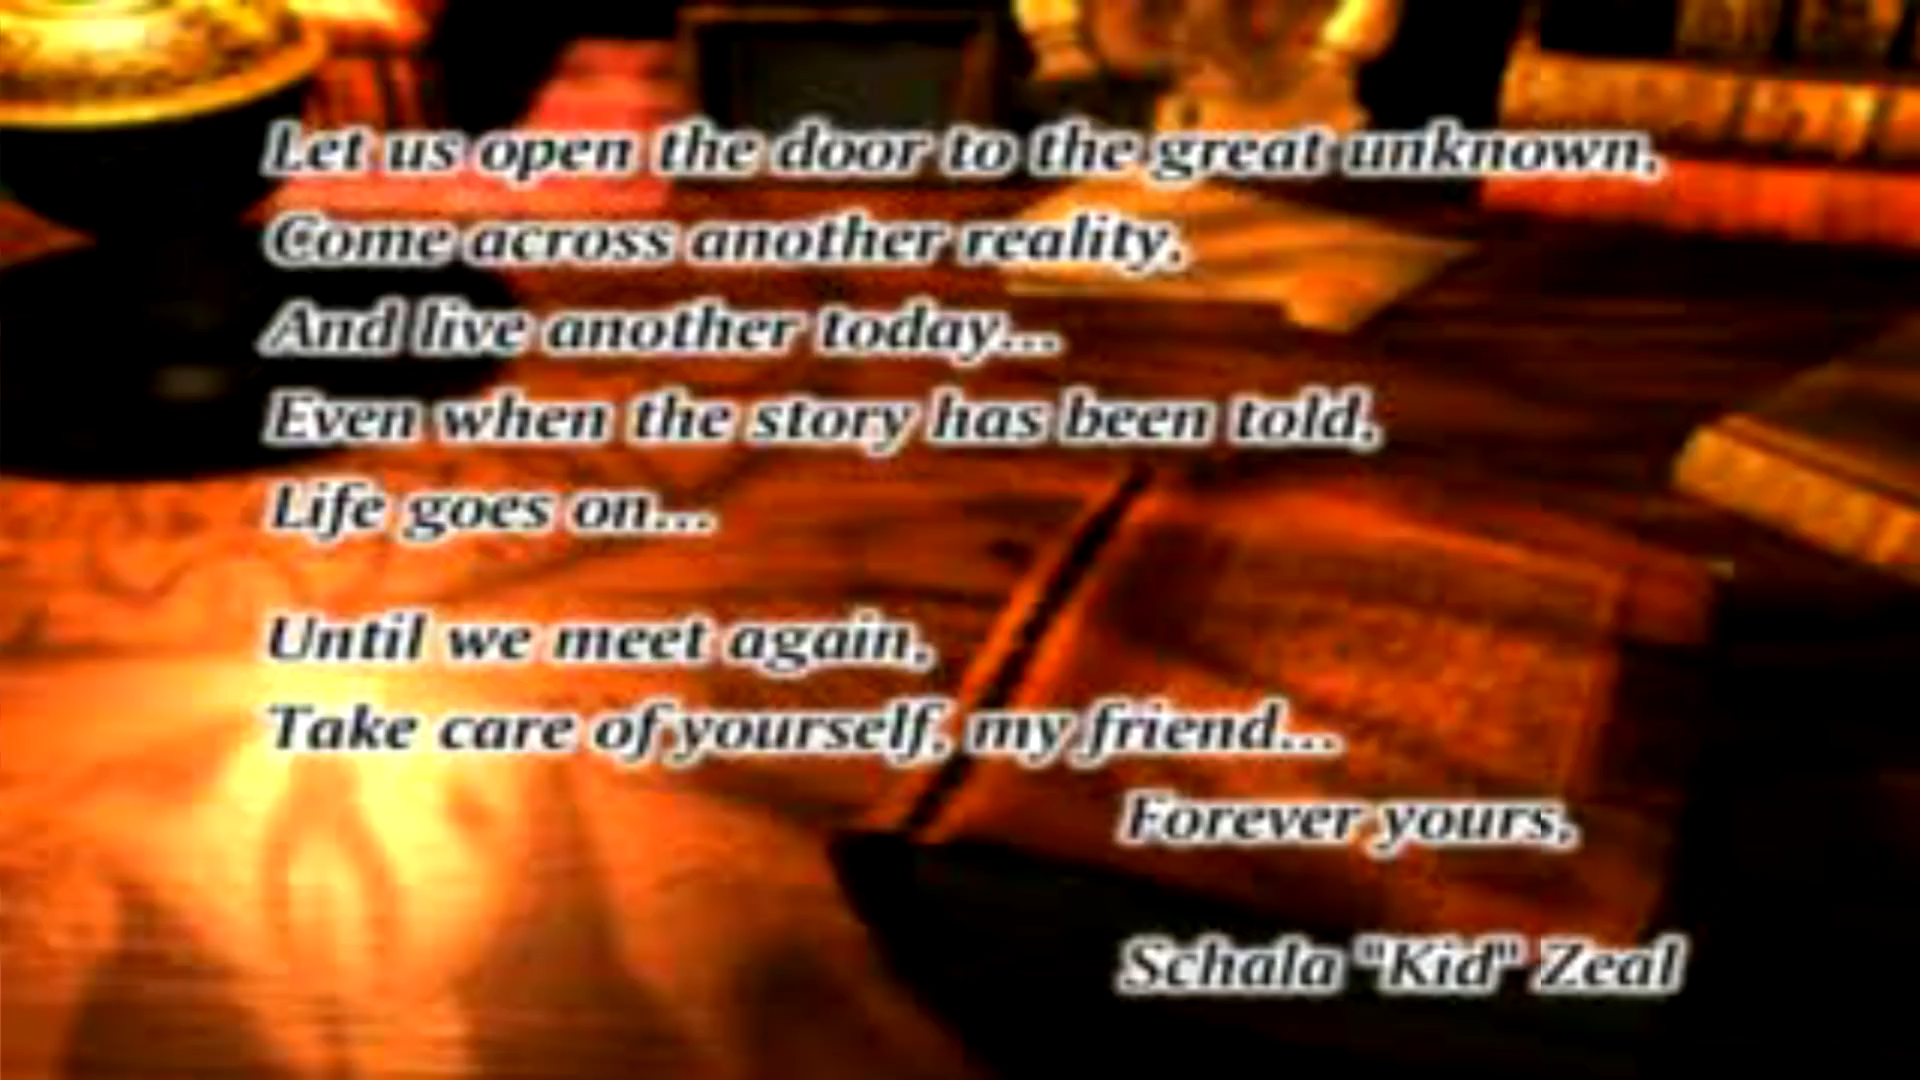 Let us open the door to the great unknown,
Come across another reality,
And live another today...
Even when the story has been told,
Life goes on...
Until we meet again,
Take care of yourself, my friend...
Forever yours,
Schala "Kid" Zeal